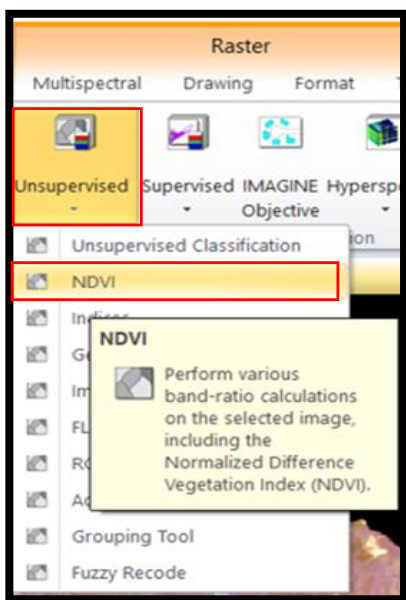 Raster
Multispectral Drawing Format
Unsupervised Supervised IMAGINE
Objective
Unsupervised Classification
NDVI
NDVI
Perform various
band-ratio calculations
on the selected image,
including the
Normalized Difference
Vegetation Index (NDVI).
Grouping Tool
Fuzzy Recode